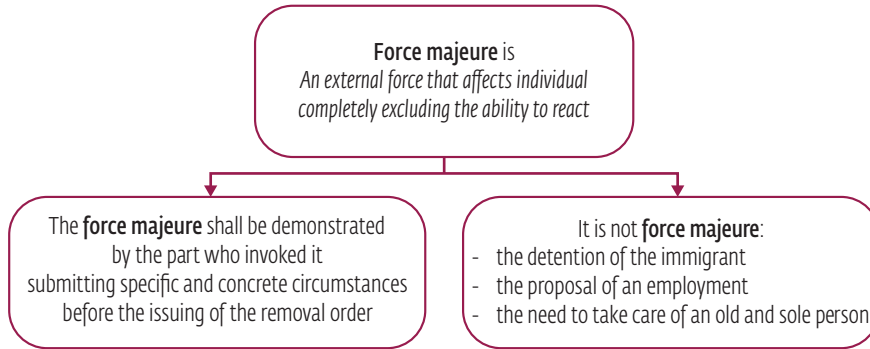 Force majeure is
An external force that affects individual
completely excluding the ability to react
The force majeure shall be demonstrated
by the part who invoked it
submitting specific and concrete circumstances
before the issuing of the removal order
It is not force majeure:
- the detention of the immigrant
- the proposal of an employment
- the need to take care of an old and sole person